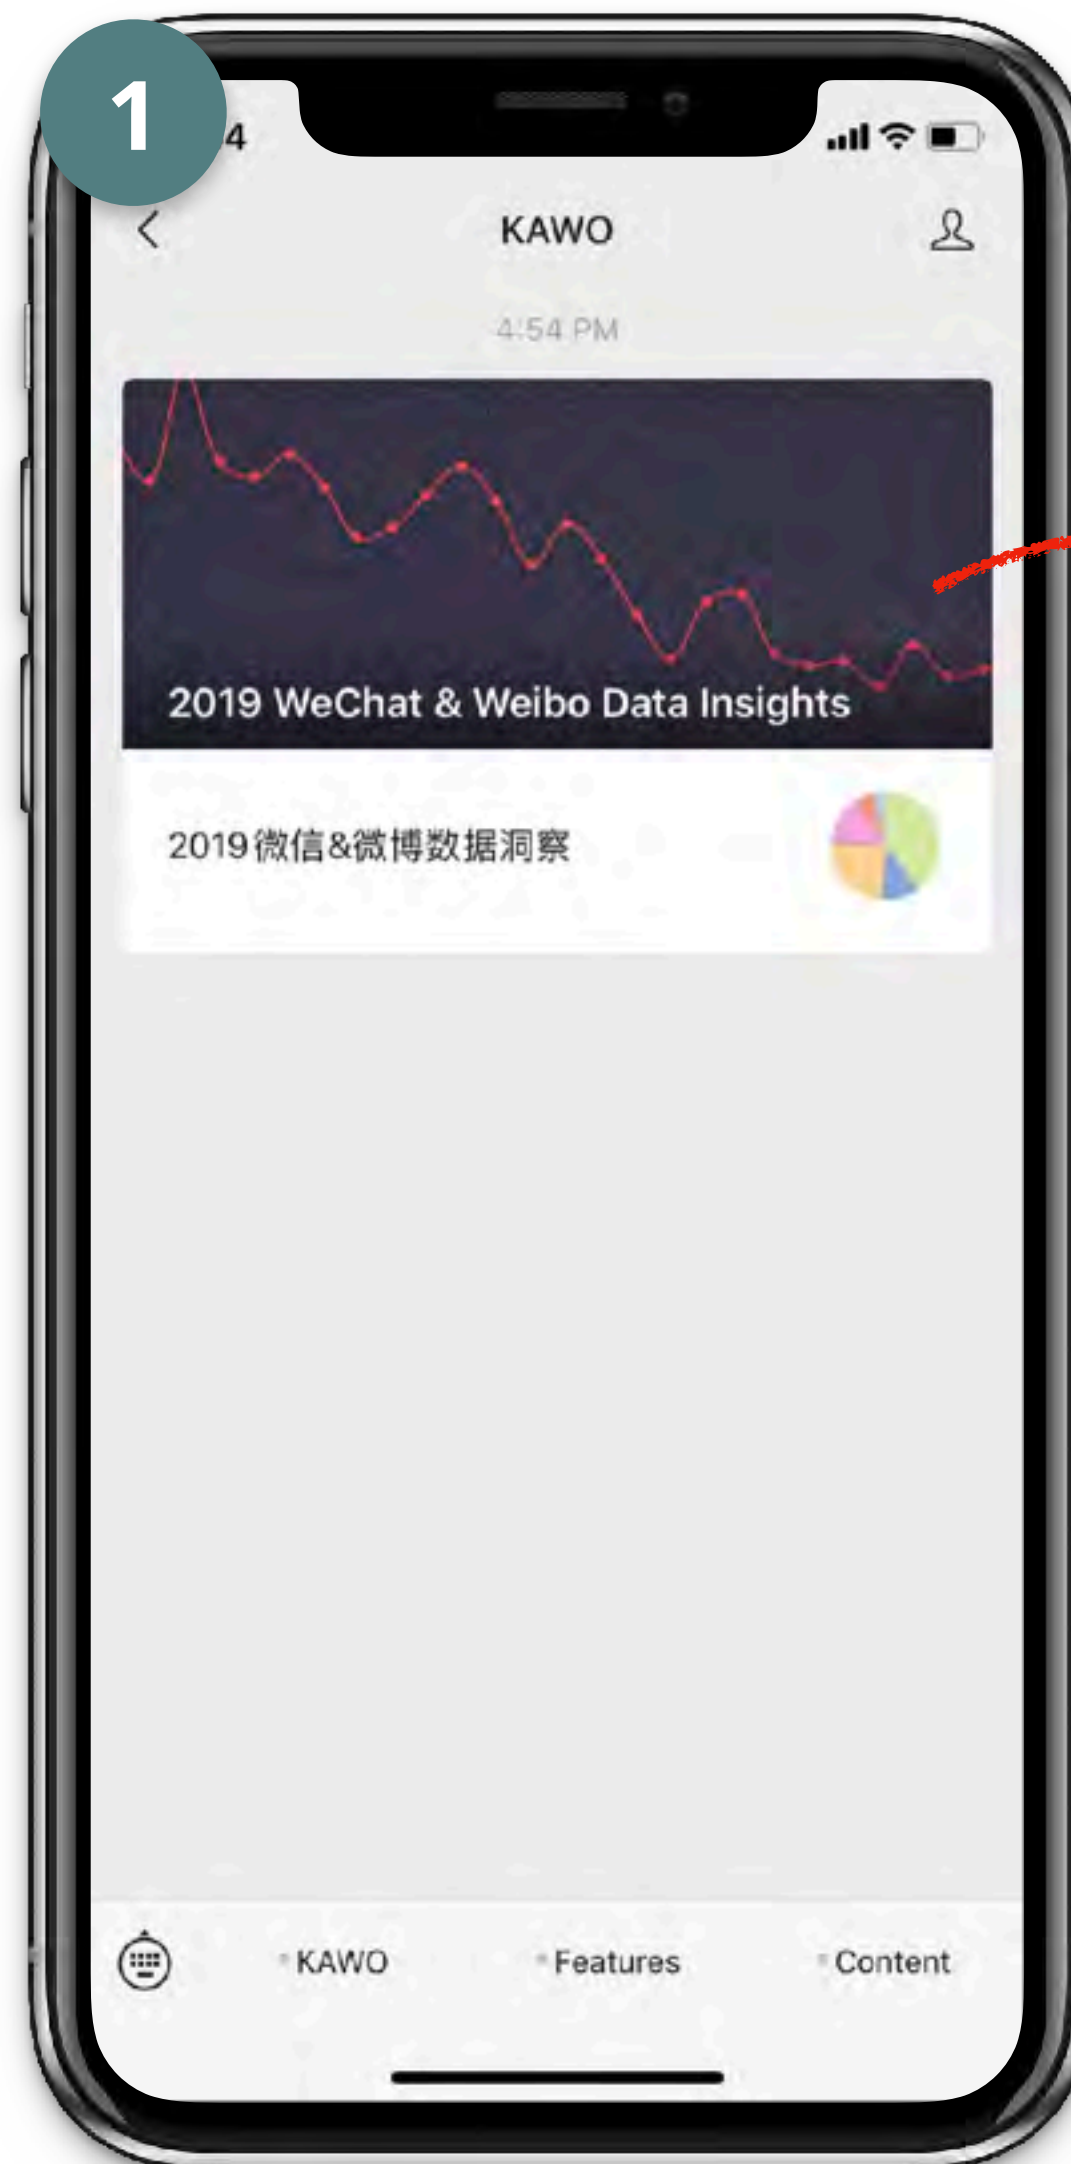 1
4
KAWO
4:54 PM
2019 WeChat & Weibo Data Insights
2019微信&微博数据洞察
KAWO
Features
Content